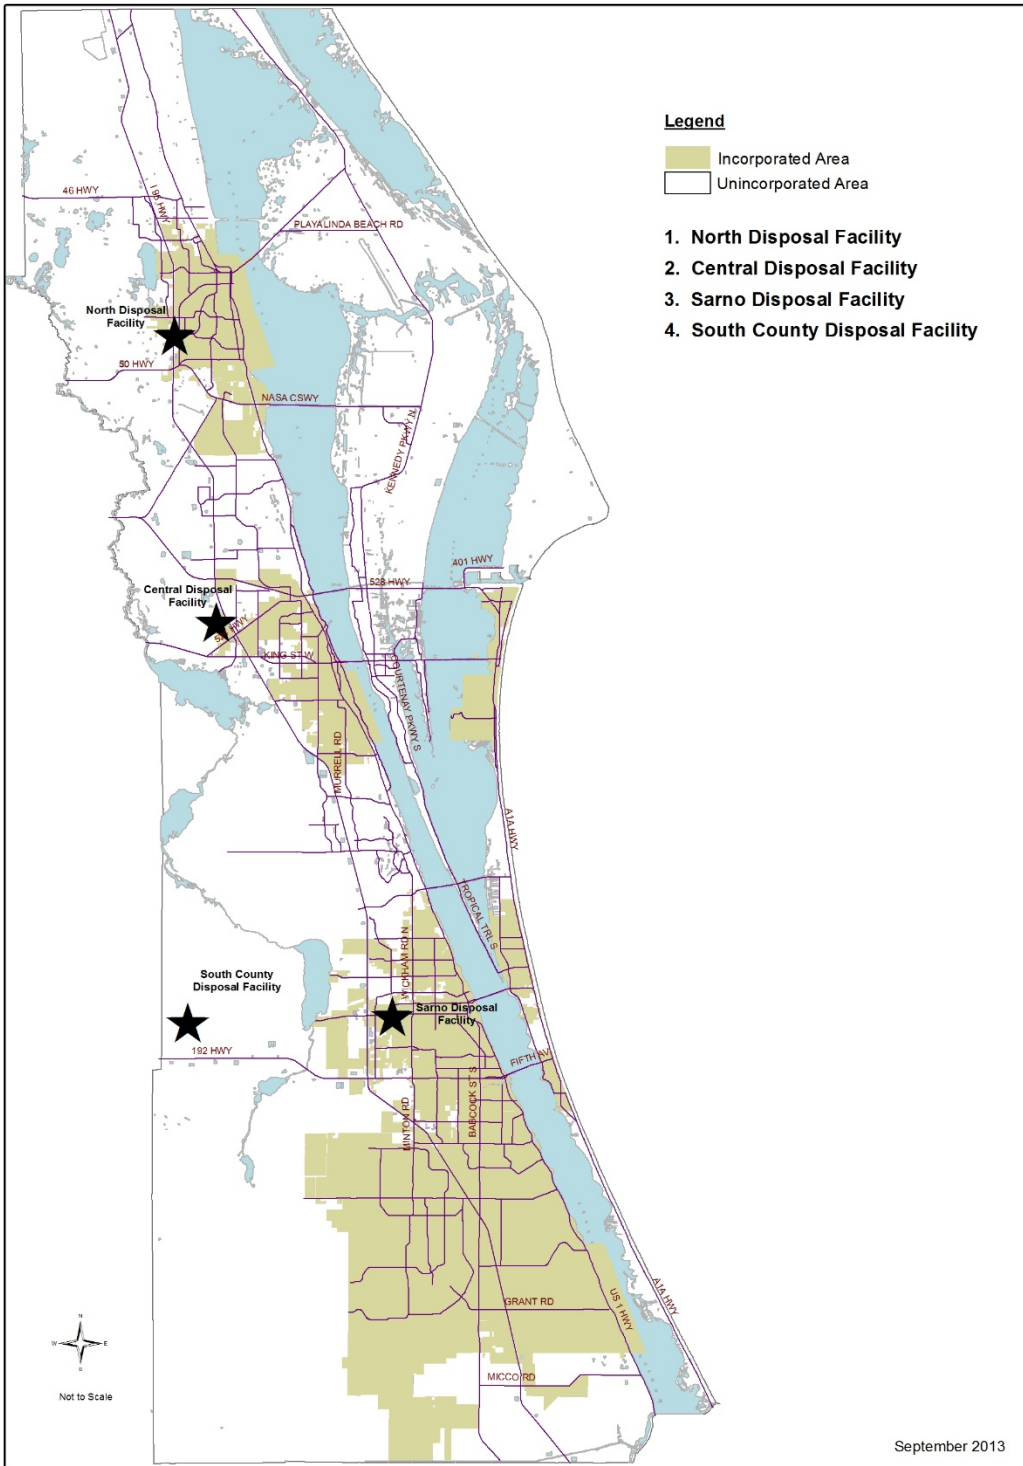 Legend
Incorporated Area
Unincorporated Area
1. North Disposal Facility
2. Central Disposal Facility
3. Sarno Disposal Facility
4. South County Disposal Facility
46 HWY
I 95 HWY
PLAYALINDA BEACH RD
North Disposal
Facility
50 HWY
NASA CSWY
KENNEDY PKWY N
401 HWY
528 HWY
Central Disposal
Facility
HWY
KING ST W
COURTENAY PKWY S
MURRELL RD
A1A HWY
TROPICAL TRL S
WICKHAM RD N
South County
Disposal Facility
Sarno Disposal
Facility
192 HWY
FIFTH AV
MINTON RD
BABCOCK ST S
GRANT RD
US 1 HWY
A1A HWY
MICCO RD
N
W
E
S
Not to Scale
September 2013